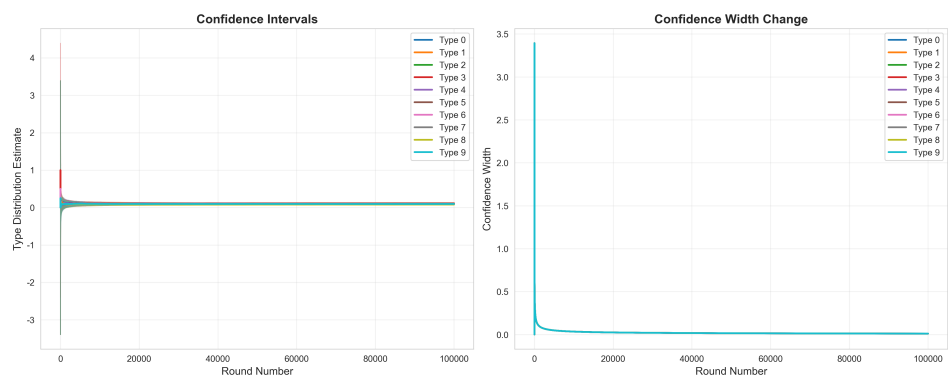 Confidence Intervals
Type Distribution Estimate
4
3
2
1
0
-1
-2
-3
0
20000
40000
60000
80000
100000
Round Number
Type 0
Type 1
Type 2
Type 3
Type 4
Type 5
Type 6
Type 7
Type 8
Type 9
Confidence Width Change
Confidence Width
3.5
3.0
2.5
2.0
1.5
1.0
0.5
0.0
0
20000
40000
60000
80000
100000
Round Number
Type 0
Type 1
Type 2
Type 3
Type 4
Type 5
Type 6
Type 7
Type 8
Type 9